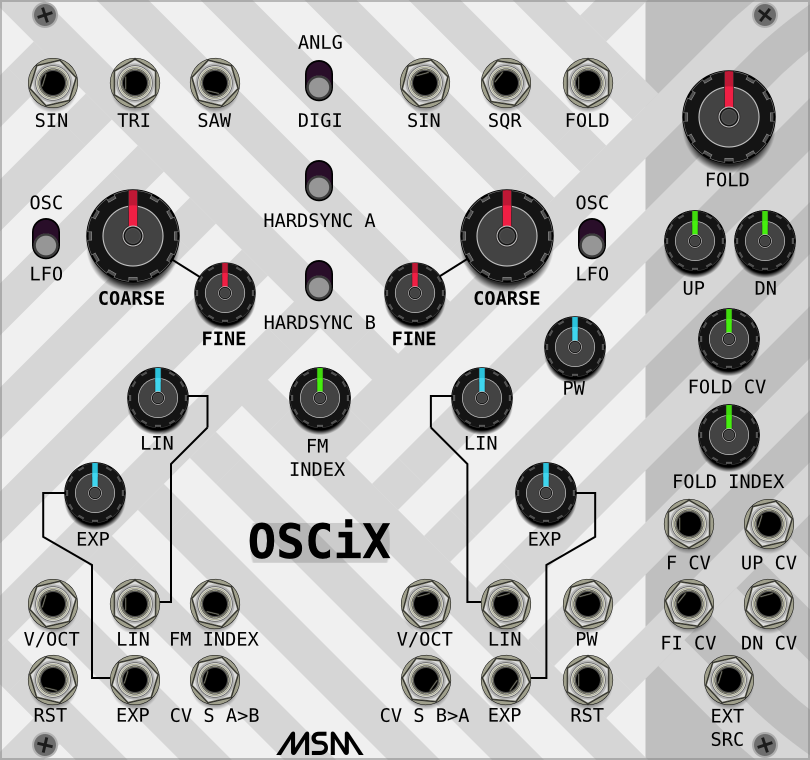 ANLG
SIN TRI SAW DIGI SIN SQR FOLD
FOLD
OSC HARDSYNC A OSC
LFO LFO
UP DN
COARSE COARSE
HARDSYNC B
FINE FINE
PW FOLD CV
LIN FM INDEX LIN
FOLD INDEX
EXP OSCiX EXP
F CV UP CV
V/OCT LIN FM INDEX V/OCT LIN PW
FI CV DN CV
RST EXP CV S A>B CV S B>A EXP RST
EXT
SRC
MSM